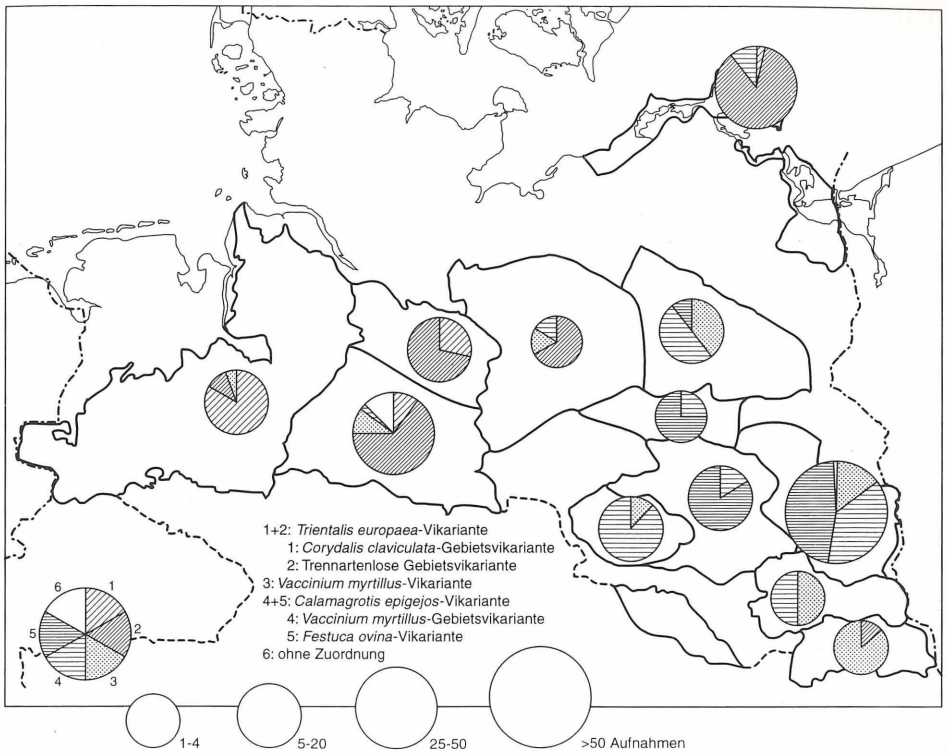 1+2: Trientalis europaea-Vikariante
1: Corydalis claviculata-Gebietsvikariante
2: Trennartenlose Gebietsvikariante
3: Vaccinium myrtillus-Vikariante
4+5: Calamagrotis epigejos-Vikariante
4: Vaccinium myrtillus-Gebietsvikariante
5: Festuca ovina-Vikariante
6: ohne Zuordnung
6 1
5 2
4 3
1-4 5-20 25-50 >50 Aufnahmen